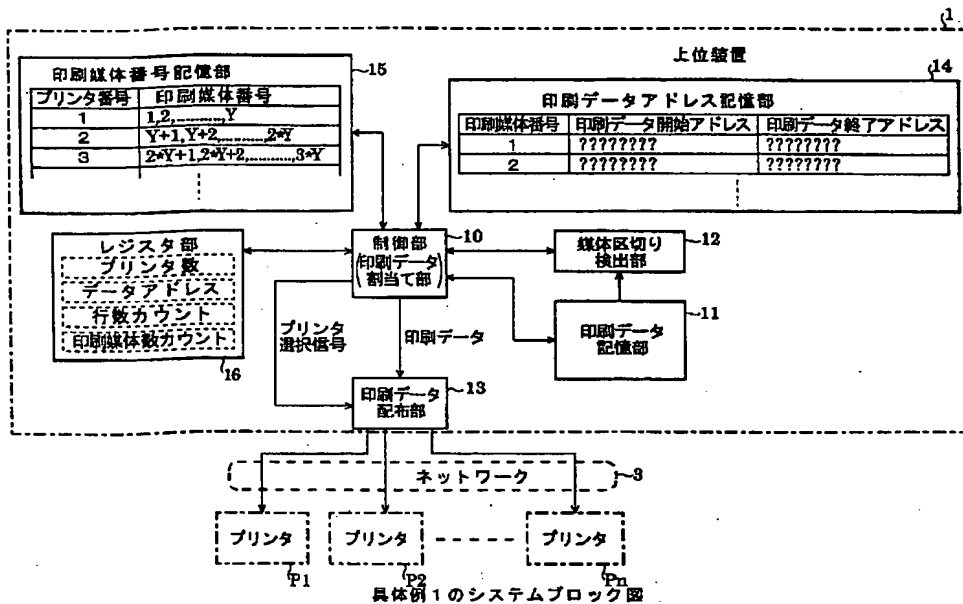 1
上位装置
印刷媒体番号記憶部
15
プリンタ番号 印刷媒体番号
1 1,2,..........,Y
2 Y+1,Y+2,..........,2*Y
3 2*Y+1,2*Y+2,..........,3*Y
14
印刷データアドレス記憶部
印刷媒体番号 印刷データ開始アドレス 印刷データ終了アドレス
1 ???????? ????????
2 ???????? ????????
レジスタ部
プリンタ数
データアドレス
行数カウント
印刷媒体数カウント
16
10
制御部
(印刷データ
割当て部)
12
媒体区切り
検出部
11
印刷データ
記憶部
プリンタ
選択信号
印刷データ
13
印刷データ
配布部
ネットワーク
3
プリンタ プリンタ プリンタ
P1 P2 Pn
具体例1のシステムブロック図